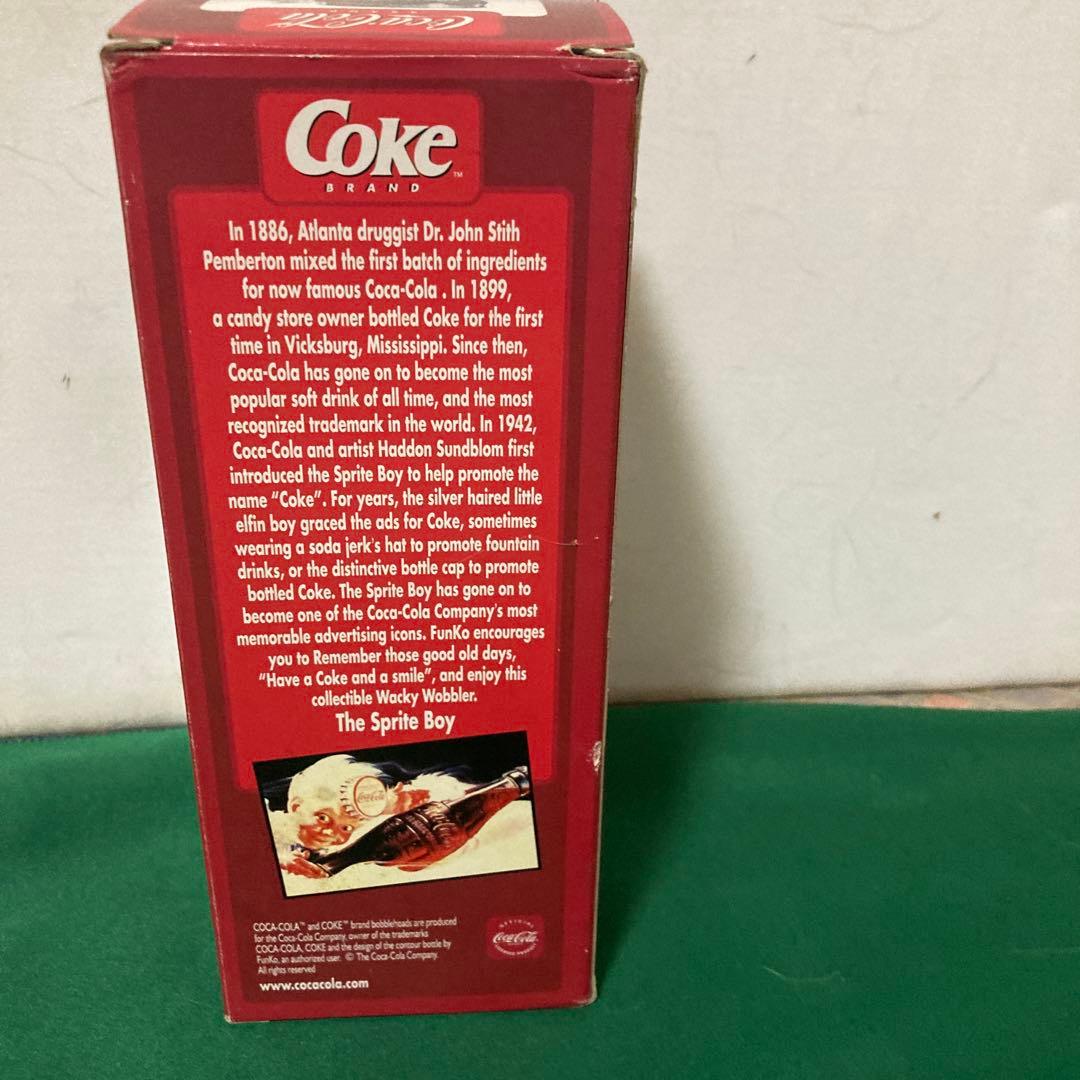 Coca-Cola
Coke
BRAND™
In 1886, Atlanta druggist Dr. John Stith
Pemberton mixed the first batch of ingredients
for now famous Coca-Cola . In 1899,
a candy store owner bottled Coke for the first
time in Vicksburg, Mississippi. Since then,
Coca-Cola has gone on to become the most
popular soft drink of all time, and the most
recognized trademark in the world. In 1942,
Coca-Cola and artist Haddon Sundblom first
introduced the Sprite Boy to help promote the
name “Coke”. For years, the silver haired little
elfin boy graced the ads for Coke, sometimes
wearing a soda jerk's hat to promote fountain
drinks, or the distinctive bottle cap to promote
bottled Coke. The Sprite Boy has gone on to
become one of the Coca-Cola Company's most
memorable advertising icons. FunKo encourages
you to Remember those good old days,
“Have a Coke and a smile”, and enjoy this
collectible Wacky Wobbler.
The Sprite Boy
Coca-Cola
COCA-COLA™ and COKE™ brand bobbleheads are produced
for the Coca-Cola Company, owner of the trademarks
COCA-COLA, COKE and the design of the contour bottle by
FunKo, an authorized user. © The Coca-Cola Company.
All rights reserved
www.cocacola.com
Coca-Cola